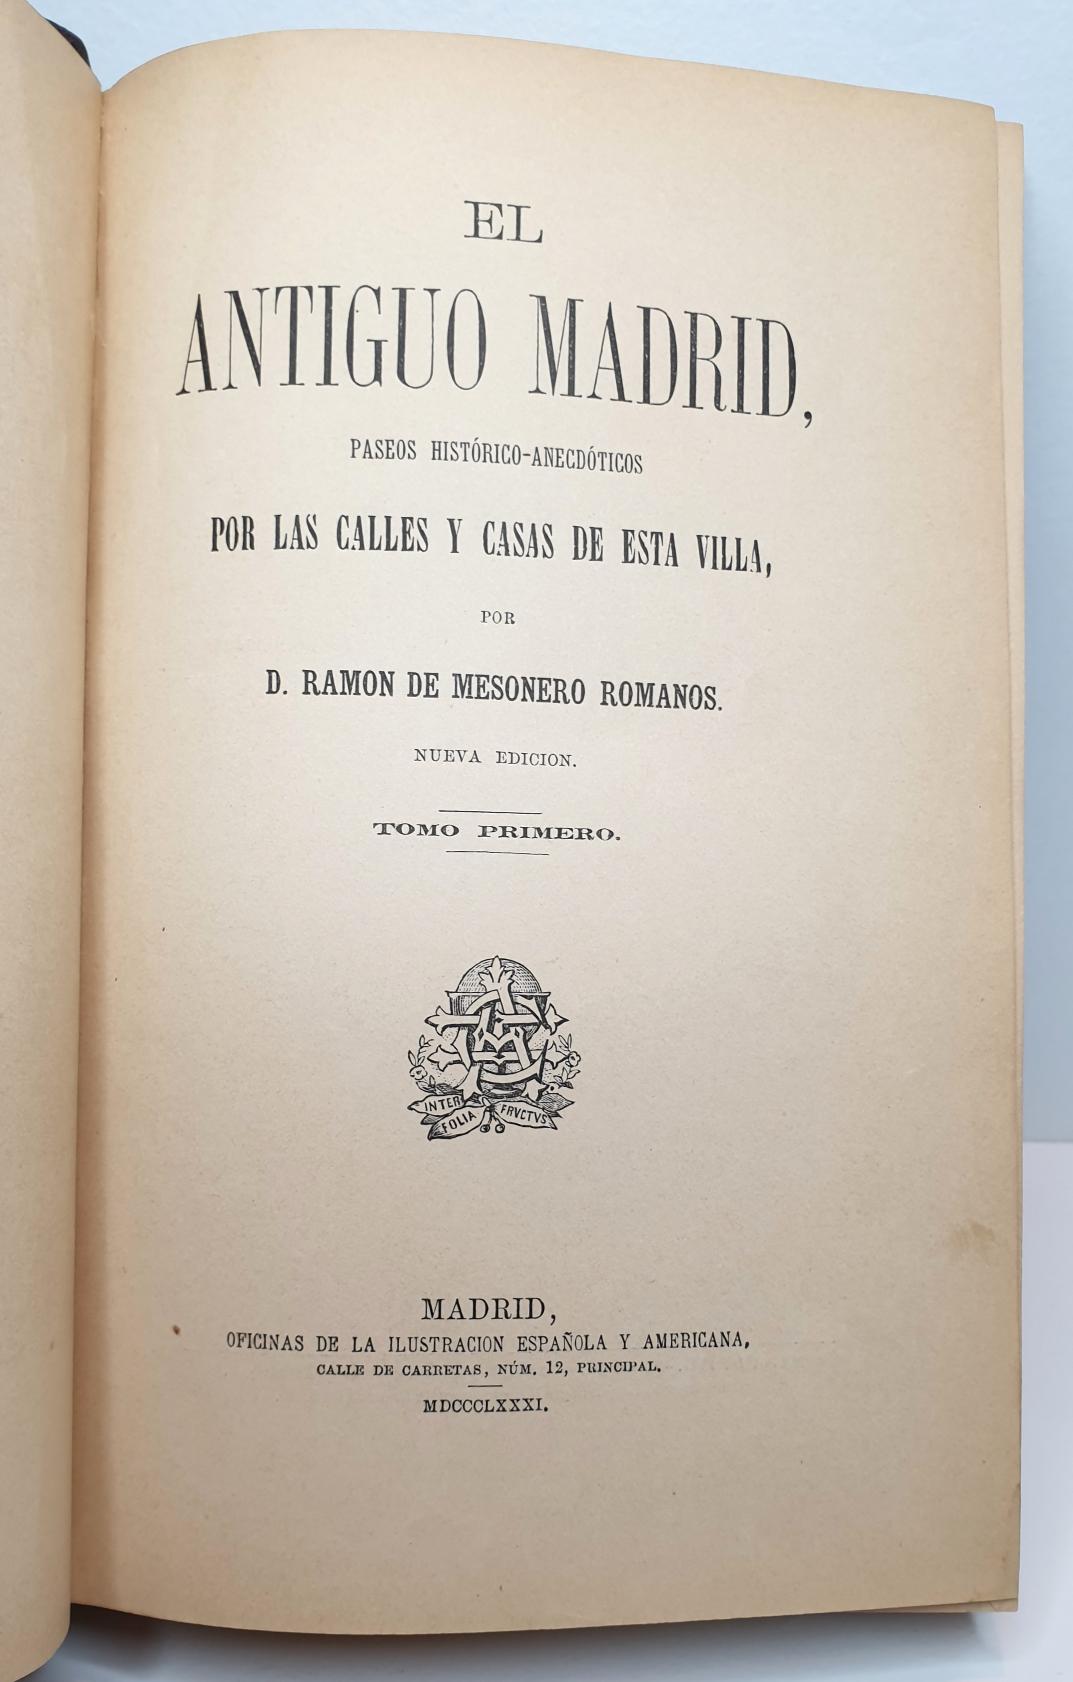 EL
ANTIGUO MADRID,
PASEOS HISTÓRICO-ANECDÓTICOS
POR LAS CALLES Y CASAS DE ESTA VILLA,
POR
D. RAMON DE MESONERO ROMANOS.
NUEVA EDICION.
TOMO PRIMERO.
INTER
FOLIA
FRVCTVS
MADRID,
OFICINAS DE LA ILUSTRACION ESPAÑOLA Y AMERICANA,
CALLE DE CARRETAS, NÚM. 12, PRINCIPAL.
MDCCCLXXXI.